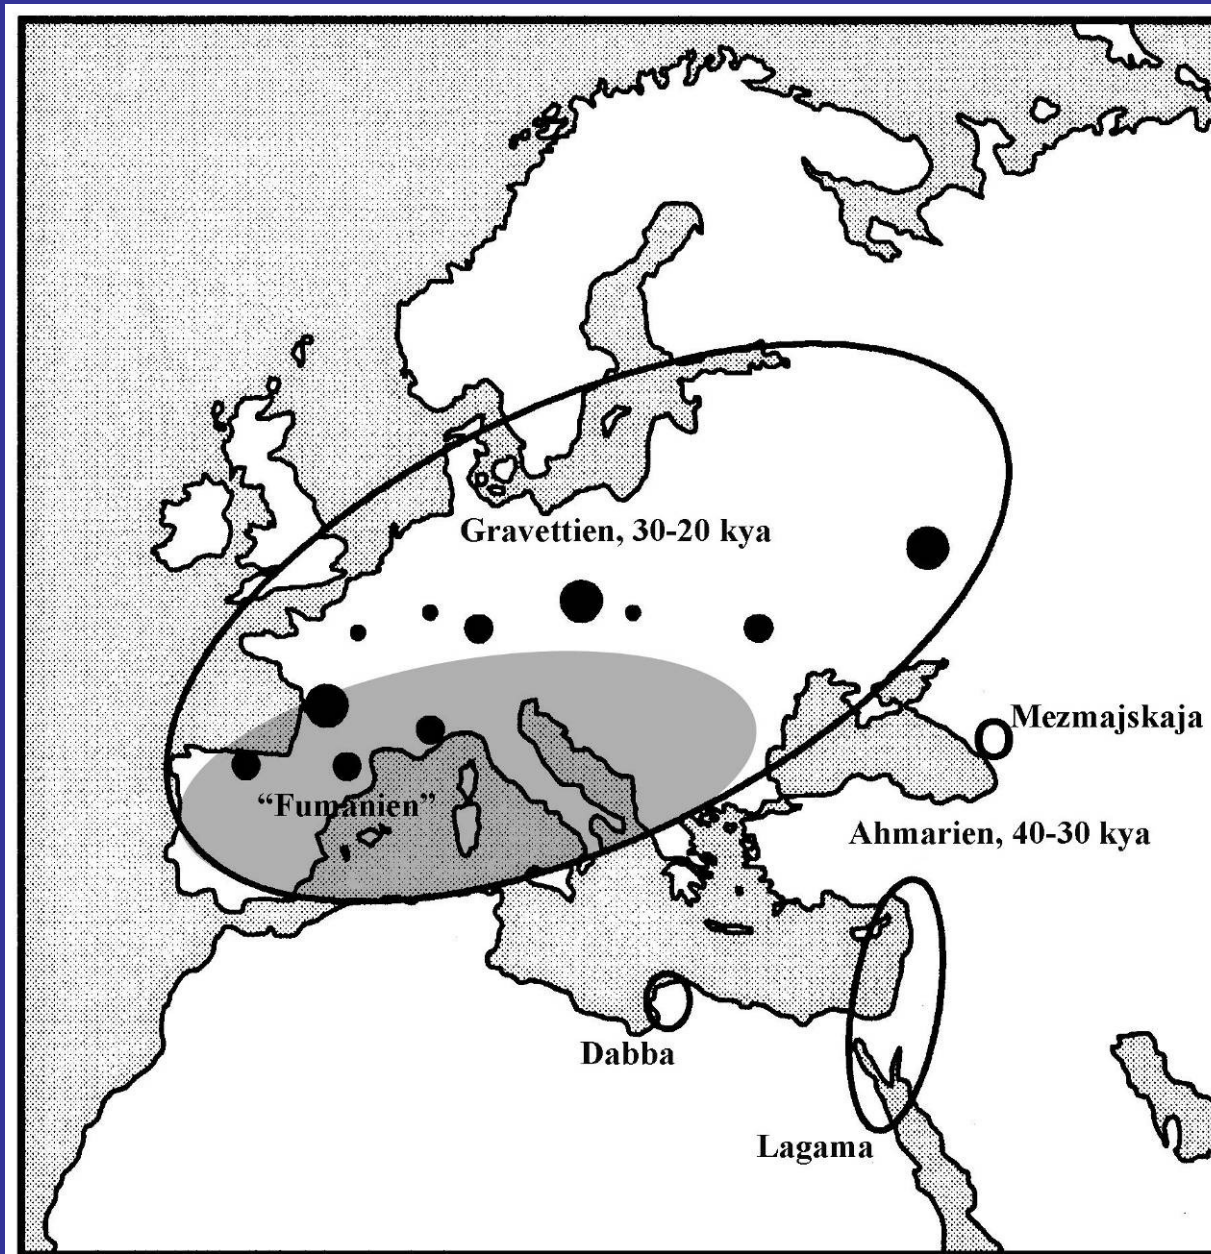 Gravettien, 30-20 kya
Mezmajskaja
“Fumanien”
Ahmarien, 40-30 kya
Dabba
Lagama